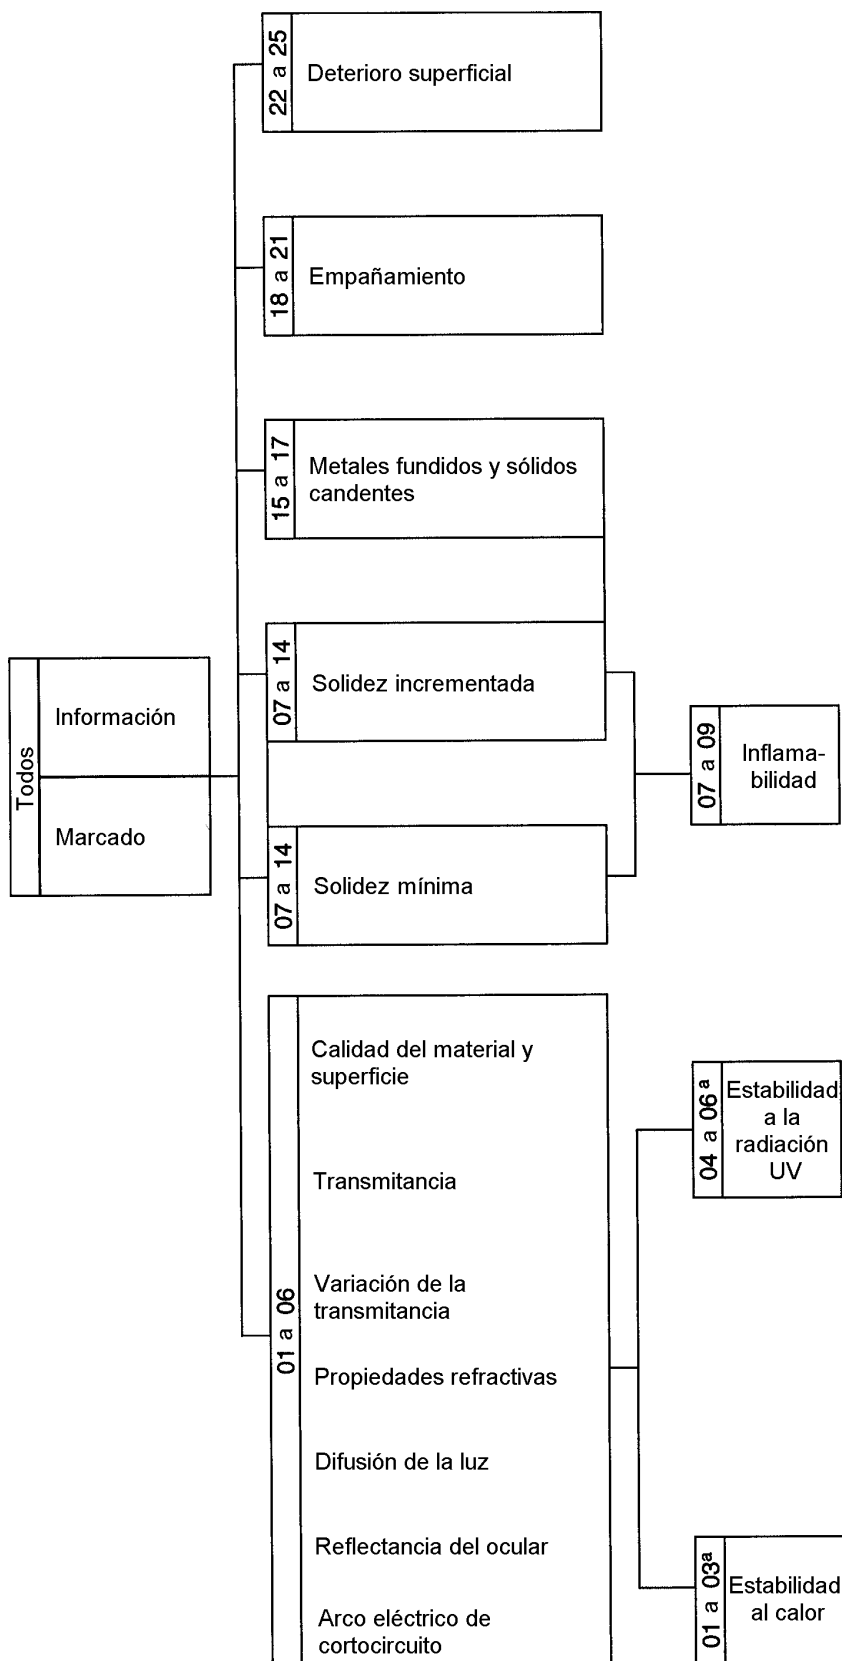 22 a 25
Deterioro superficial
18 a 21
Empañamiento
15 a 17
Metales fundidos y sólidos
candentes
Todos
Información
Marcado
07 a 14
Solidez incrementada
07 a 09
Inflama-
bilidad
07 a 14
Solidez mínima
01 a 06
Calidad del material y
superficie
Transmitancia
Variación de la
transmitancia
Propiedades refractivas
Difusión de la luz
Reflectancia del ocular
Arco eléctrico de
cortocircuito
04 a 06ª
Estabilidad
a la
radiación
UV
01 a 03ª
Estabilidad
al calor